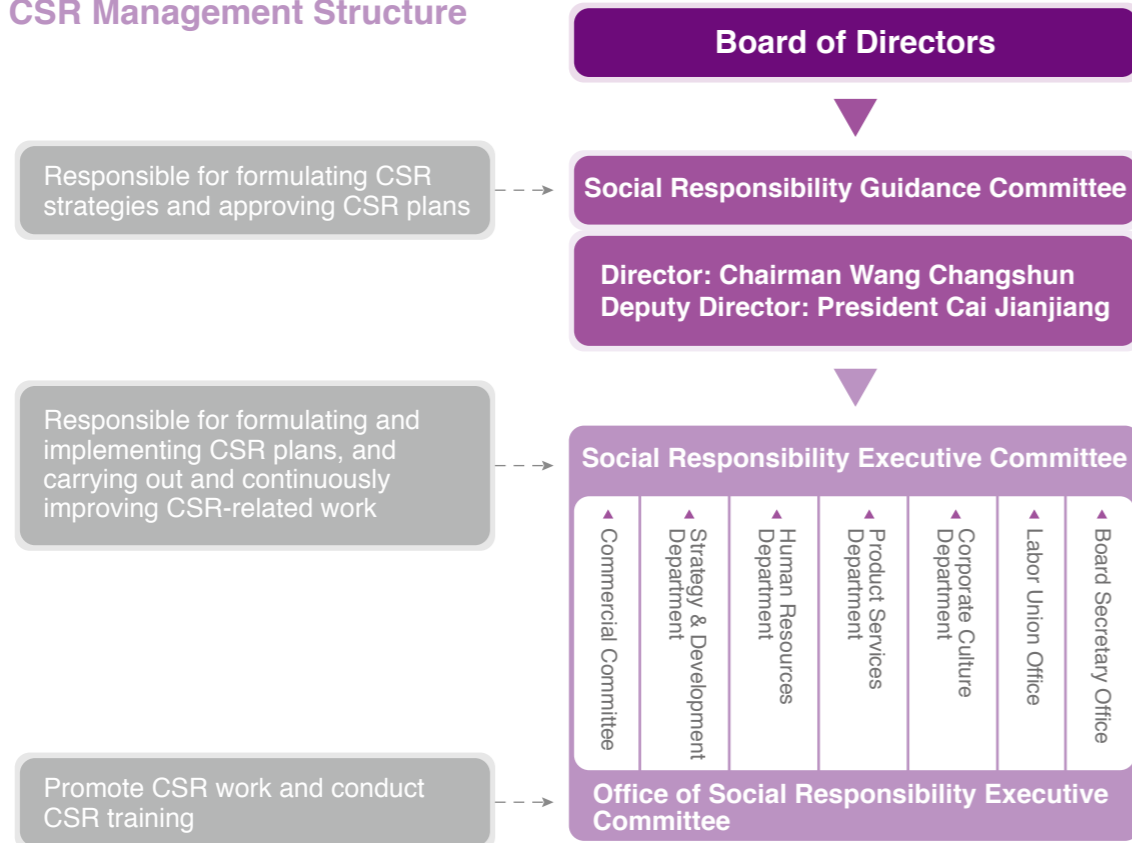 CSR Management Structure
Board of Directors
Responsible for formulating CSR
strategies and approving CSR plans
Social Responsibility Guidance Committee
Director: Chairman Wang Changshun
Deputy Director: President Cai Jianjiang
Responsible for formulating and
implementing CSR plans, and
carrying out and continuously
improving CSR-related work
Social Responsibility Executive Committee
Commercial Committee
Strategy & Development
Department
Human Resources
Department
Product Services
Department
Corporate Culture
Department
Labor Union Office
Board Secretary Office
Promote CSR work and conduct
CSR training
Office of Social Responsibility Executive
Committee